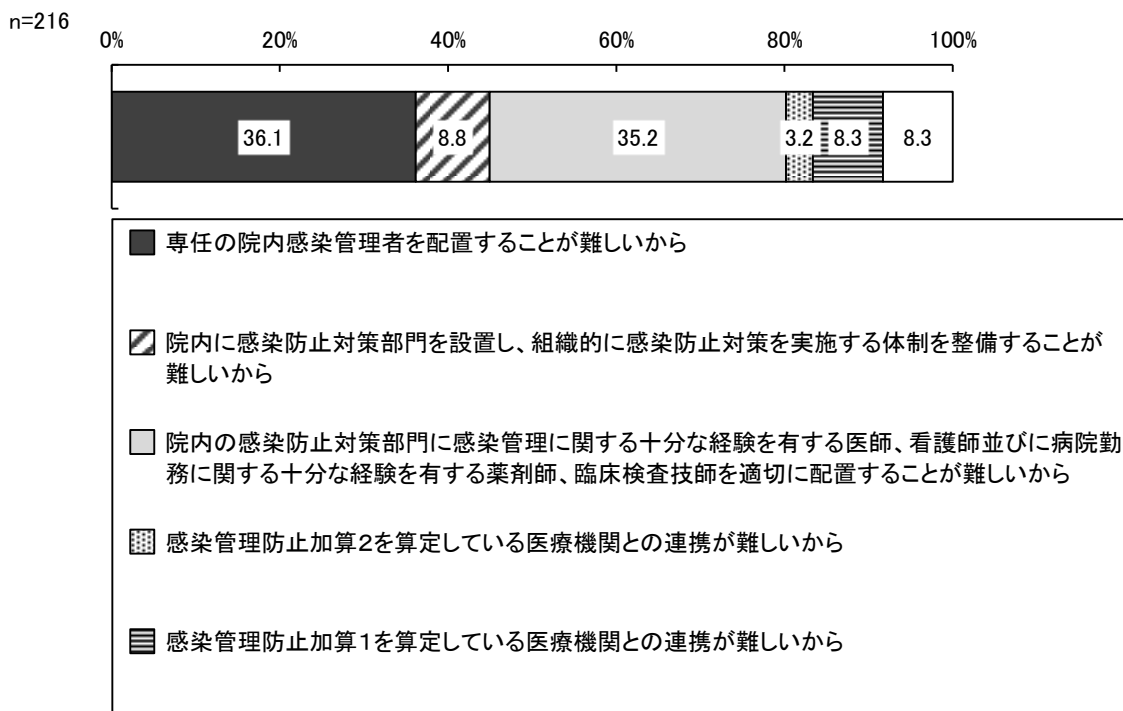 n=216
0% 20% 40% 60% 80% 100%
36.1 8.8 35.2 3.2 8.3 8.3
専任の院内感染管理者を配置することが難しいから
院内に感染防止対策部門を設置し、組織的に感染防止対策を実施する体制を整備することが
難しいから
院内の感染防止対策部門に感染管理に関する十分な経験を有する医師、看護師並びに病院勤
務に関する十分な経験を有する薬剤師、臨床検査技師を適切に配置することが難しいから
感染管理防止加算2を算定している医療機関との連携が難しいから
感染管理防止加算1を算定している医療機関との連携が難しいから